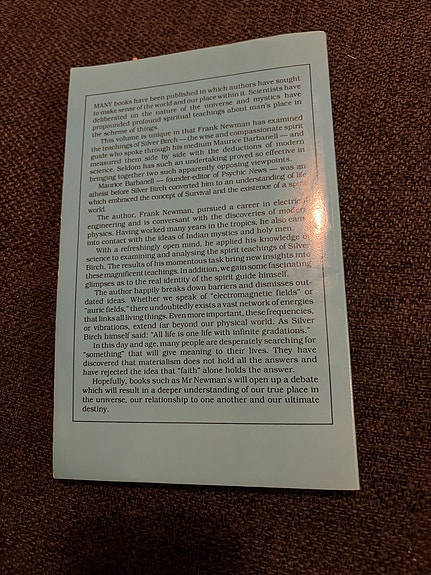 MANY books have been published in which authors have sought
to make sense of the world and our place within it. Scientists have
deliberated on the nature of the universe and mystics have
propounded profound spiritual teachings about man's place in
the scheme of things.
This volume is unique in that Frank Newman has examined
the teachings of Silver Birch — the wise and compassionate spirit
guide who spoke through his medium Maurice Barbanell — and
measured them side by side with the deductions of modern
science. Seldom has such an undertaking proved so effective in
bringing together two such apparently opposing viewpoints.
Maurice Barbanell — founder-editor of Psychic News — was an
atheist before Silver Birch converted him to an understanding of life
which embraced the concept of Survival and the existence of a spirit
world.
The author, Frank Newman, pursued a career in electrical
engineering and is conversant with the discoveries of modern
physics. Having worked many years in the tropics, he also came
into contact with the ideas of Indian mystics and holy men.
With a refreshingly open mind, he applied his knowledge of
science to examining and analysing the spirit teachings of Silver
Birch. The results of his momentous task bring new insights into
these magnificent teachings. In addition, we gain some fascinating
glimpses as to the real identity of the spirit guide himself.
The author happily breaks down barriers and dismisses out-
dated ideas. Whether we speak of "electromagnetic fields" or
"auric fields," there undoubtedly exists a vast network of energies
that links all living things. Even more important, these frequencies,
or vibrations, extend far beyond our physical world. As Silver
Birch himself said: "All life is one life with infinite gradations."
In this day and age, many people are desperately searching for
"something" that will give meaning to their lives. They have
discovered that materialism does not hold all the answers and
have rejected the idea that "faith" alone holds the answer.
Hopefully, books such as Mr Newman's will open up a debate
which will result in a deeper understanding of our true place in
the universe, our relationship to one another and our ultimate
destiny.